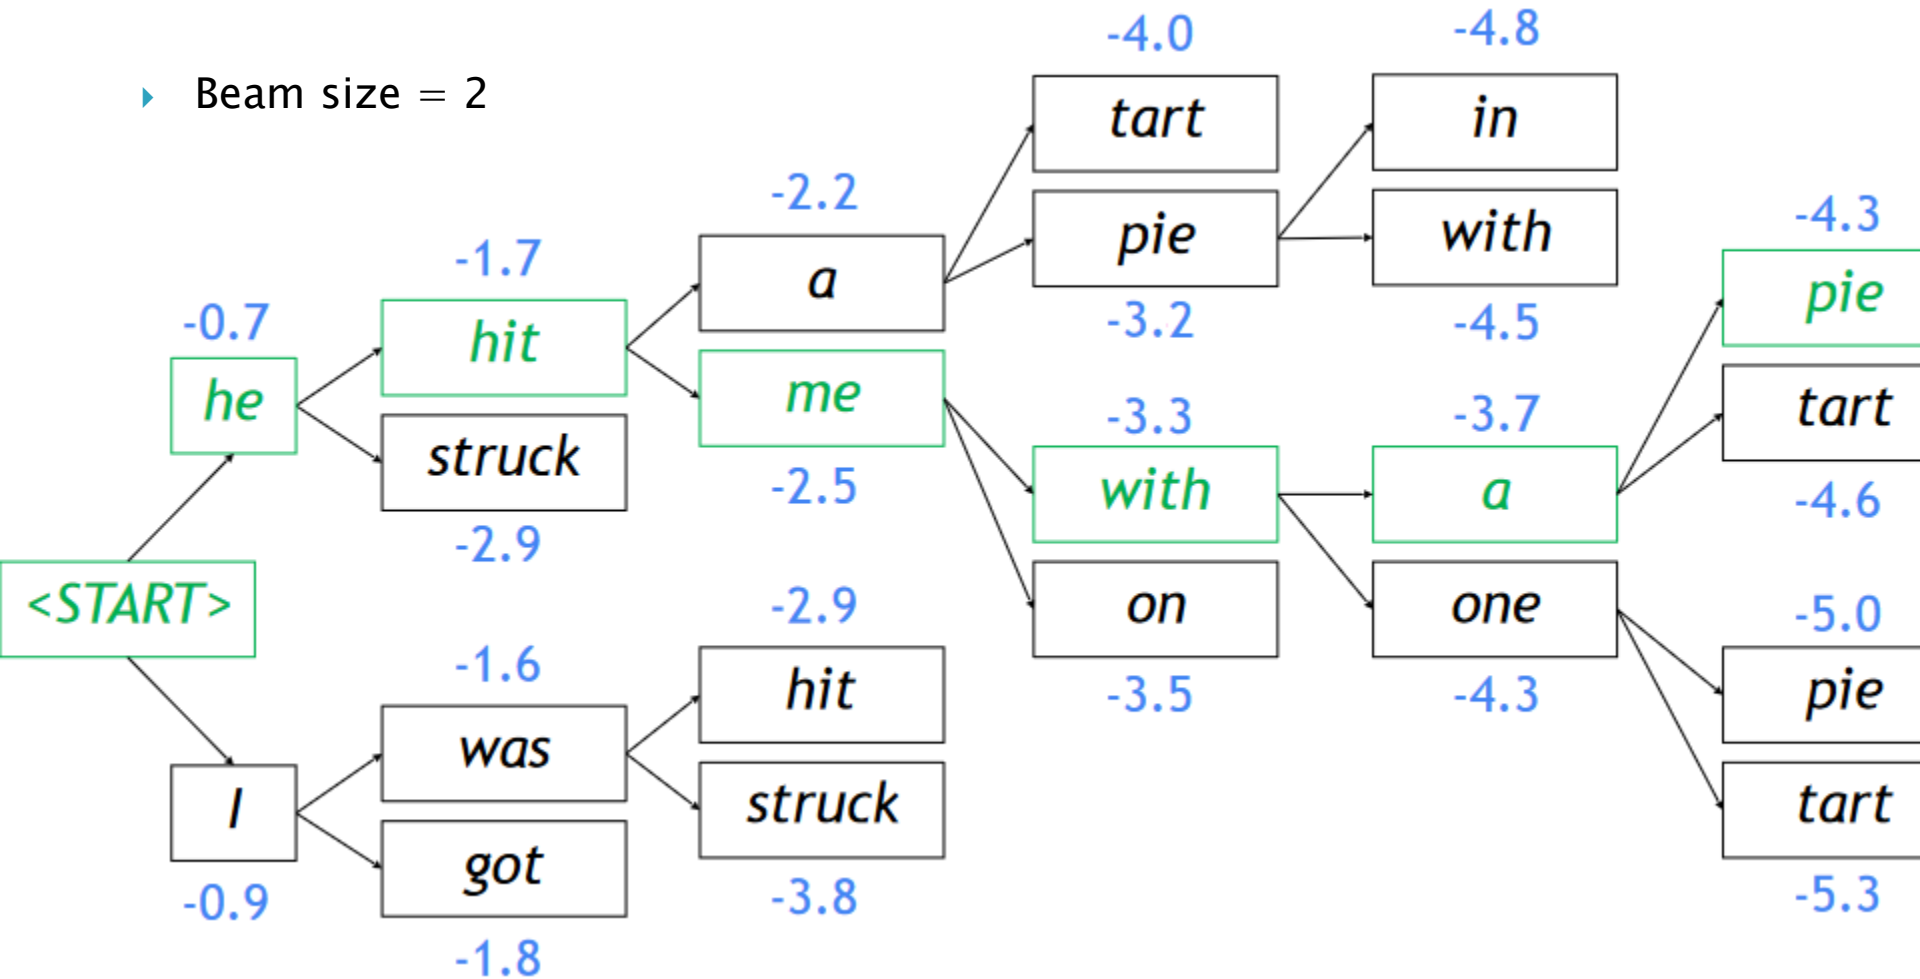 -4.0
-4.8
Beam size = 2
tart
in
-2.2
-1.7
a
pie
with
-4.3
-0.7
hit
-3.2
-4.5
pie
he
me
-3.3
-3.7
tart
struck
-2.5
with
a
-4.6
-2.9
<START>
-2.9
on
one
-5.0
-1.6
hit
-3.5
-4.3
pie
was
I
struck
tart
got
-0.9
-3.8
-5.3
-1.8